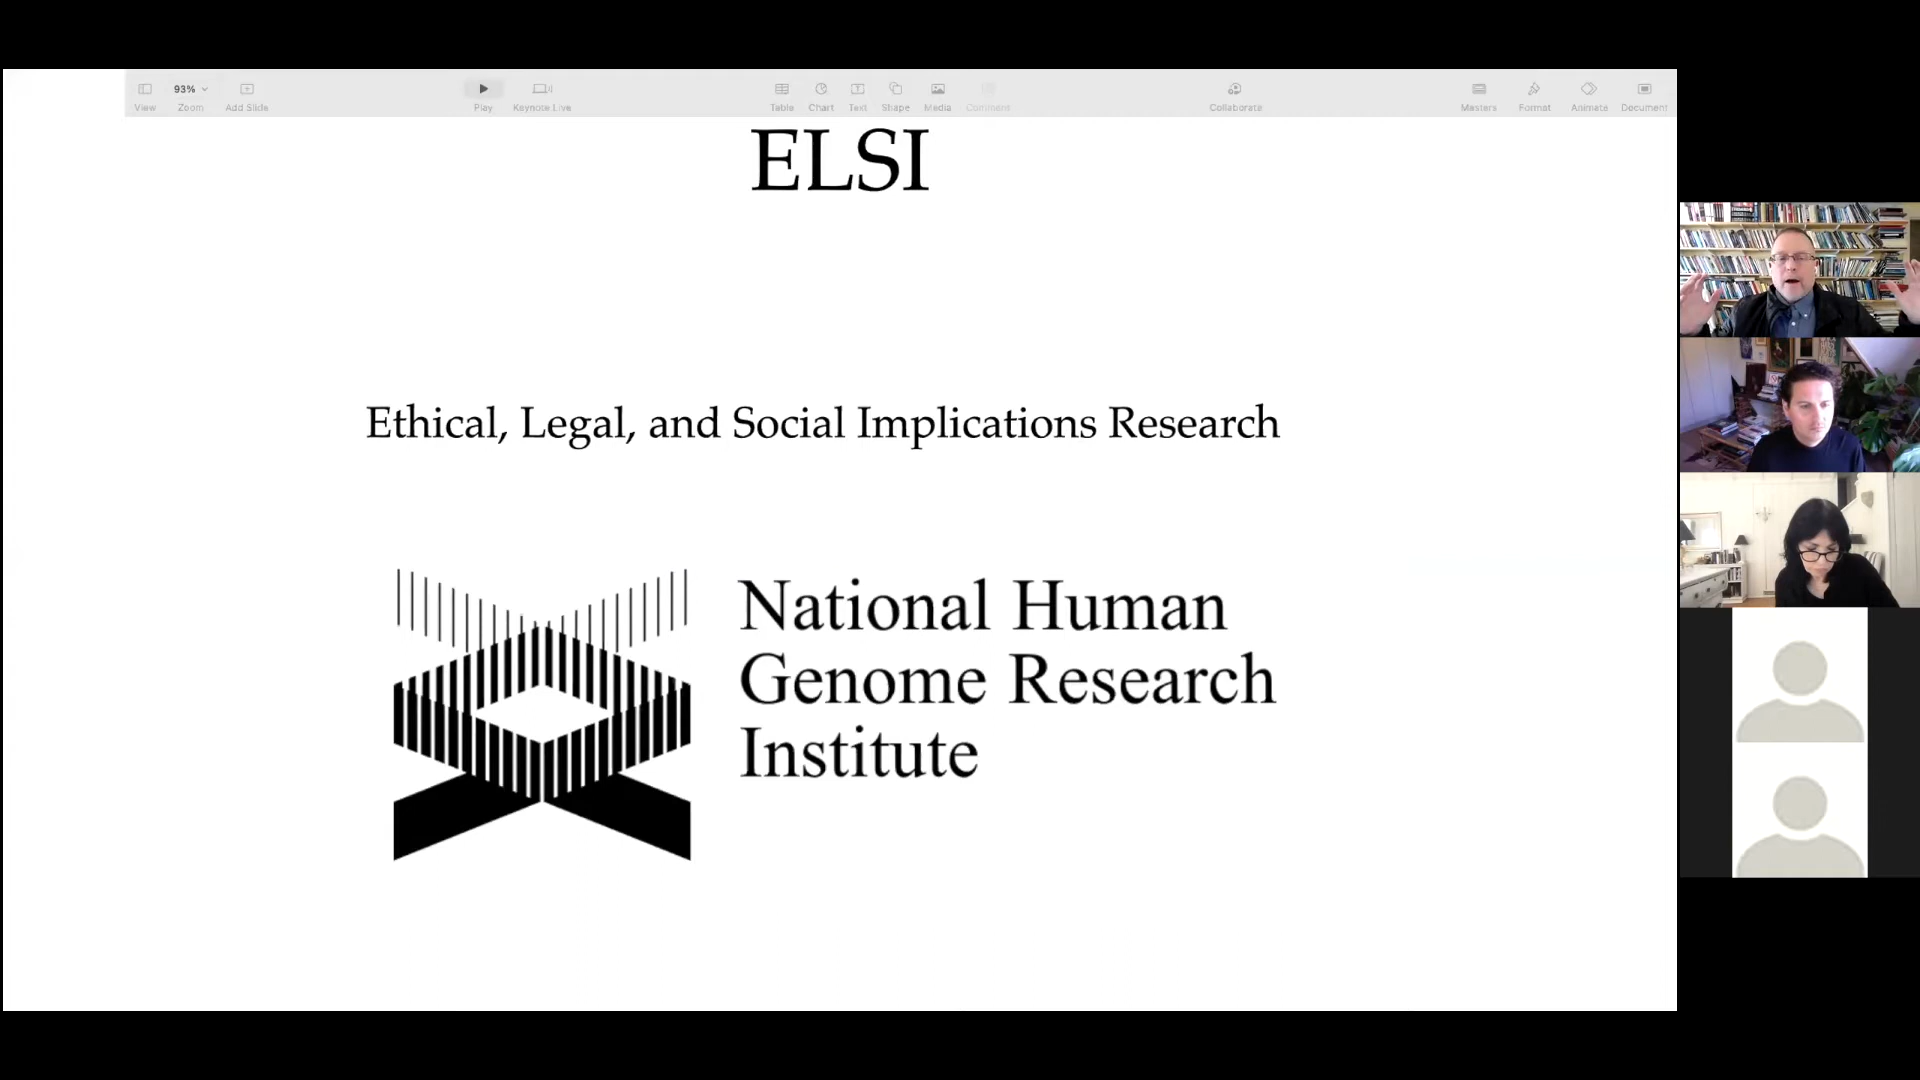 93%
View
Zoom
Add Slide
Play
Keynote Live
Table
Chart
Text
Shape
Media
Comment
Collaborate
Masters
Format
Animate
Document
ELSI
Ethical, Legal, and Social Implications Research
National Human
Genome Research
Institute